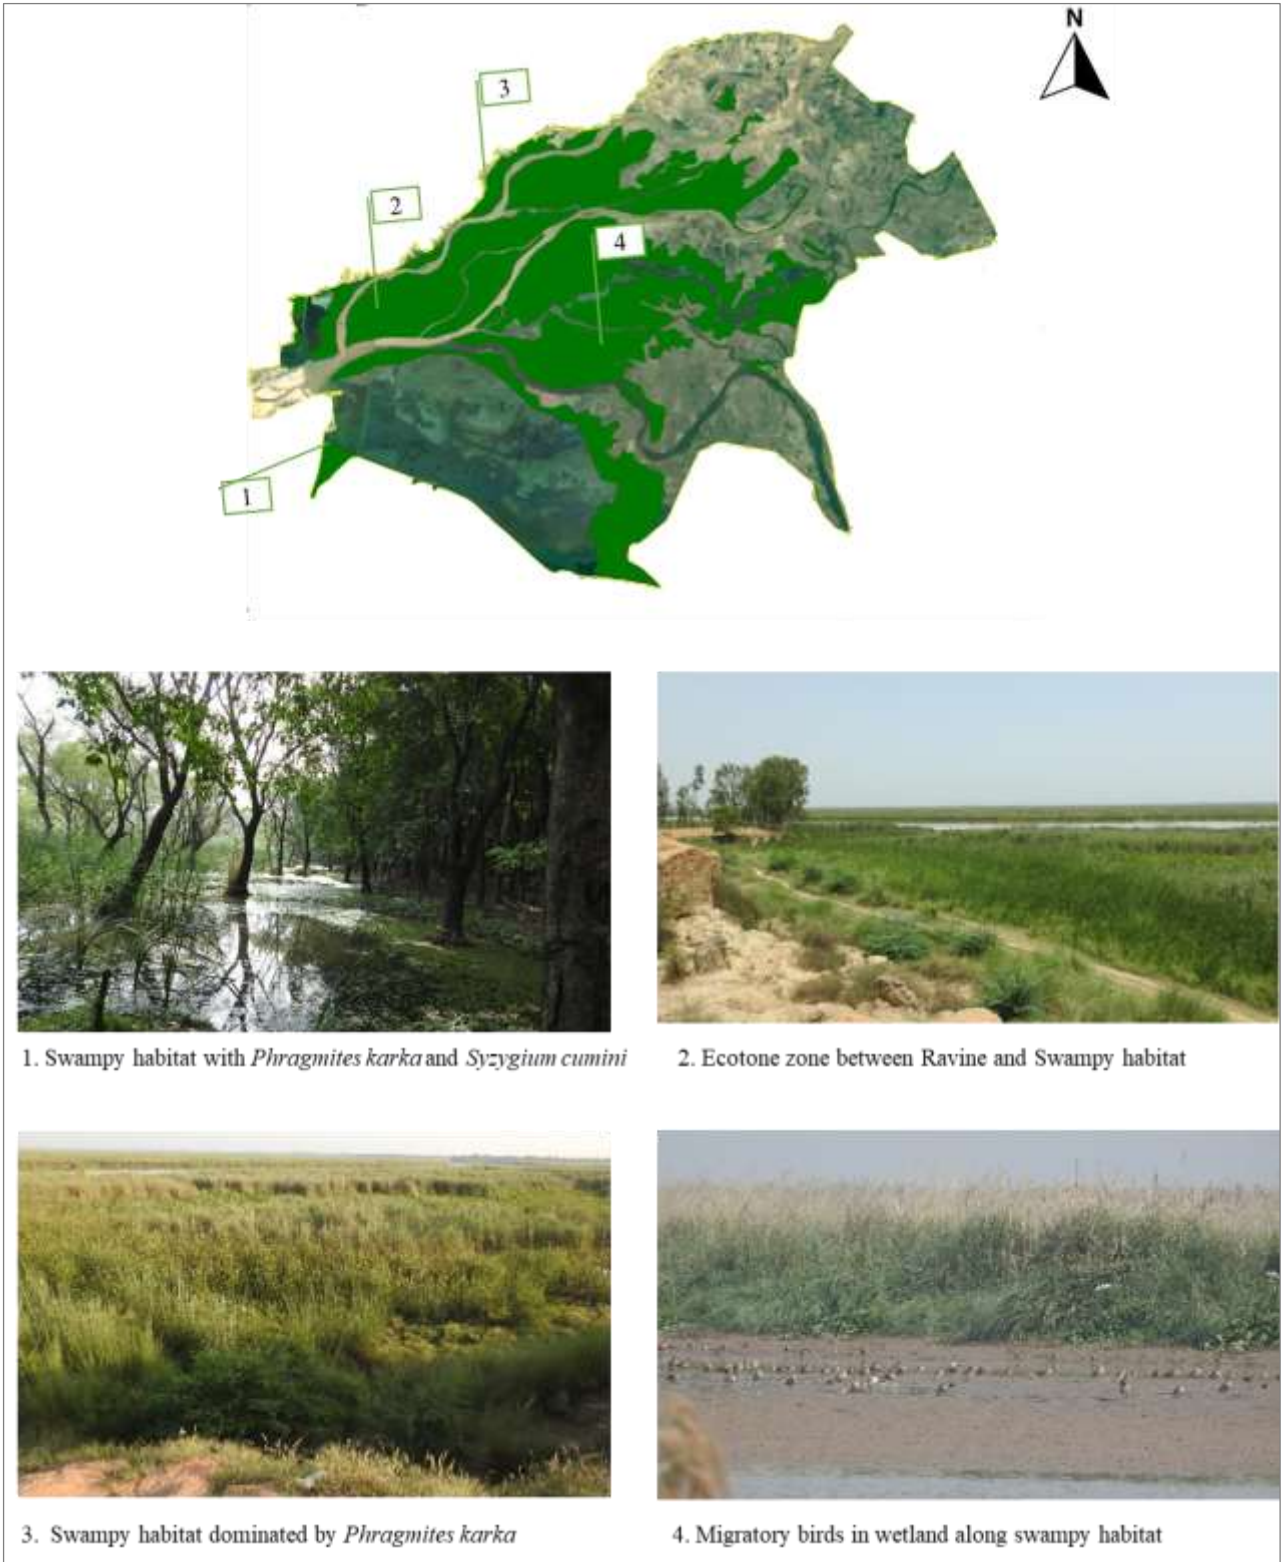 N
3
2
4
1
1. Swampy habitat with Phragmites karka and Syzygium cumini
2. Ecotone zone between Ravine and Swampy habitat
3. Swampy habitat dominated by Phragmites karka
4. Migratory birds in wetland along swampy habitat